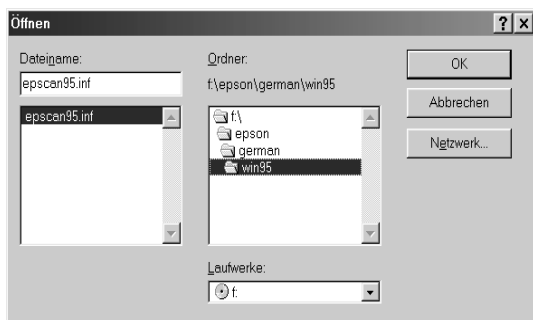 Öffnen
Dateiname:
epscan95.inf
epscan95.inf
Ordner:
f:\epson\german\win95
f:\
epson
german
win95
Laufwerke:
f:
OK
Abbrechen
Netzwerk...